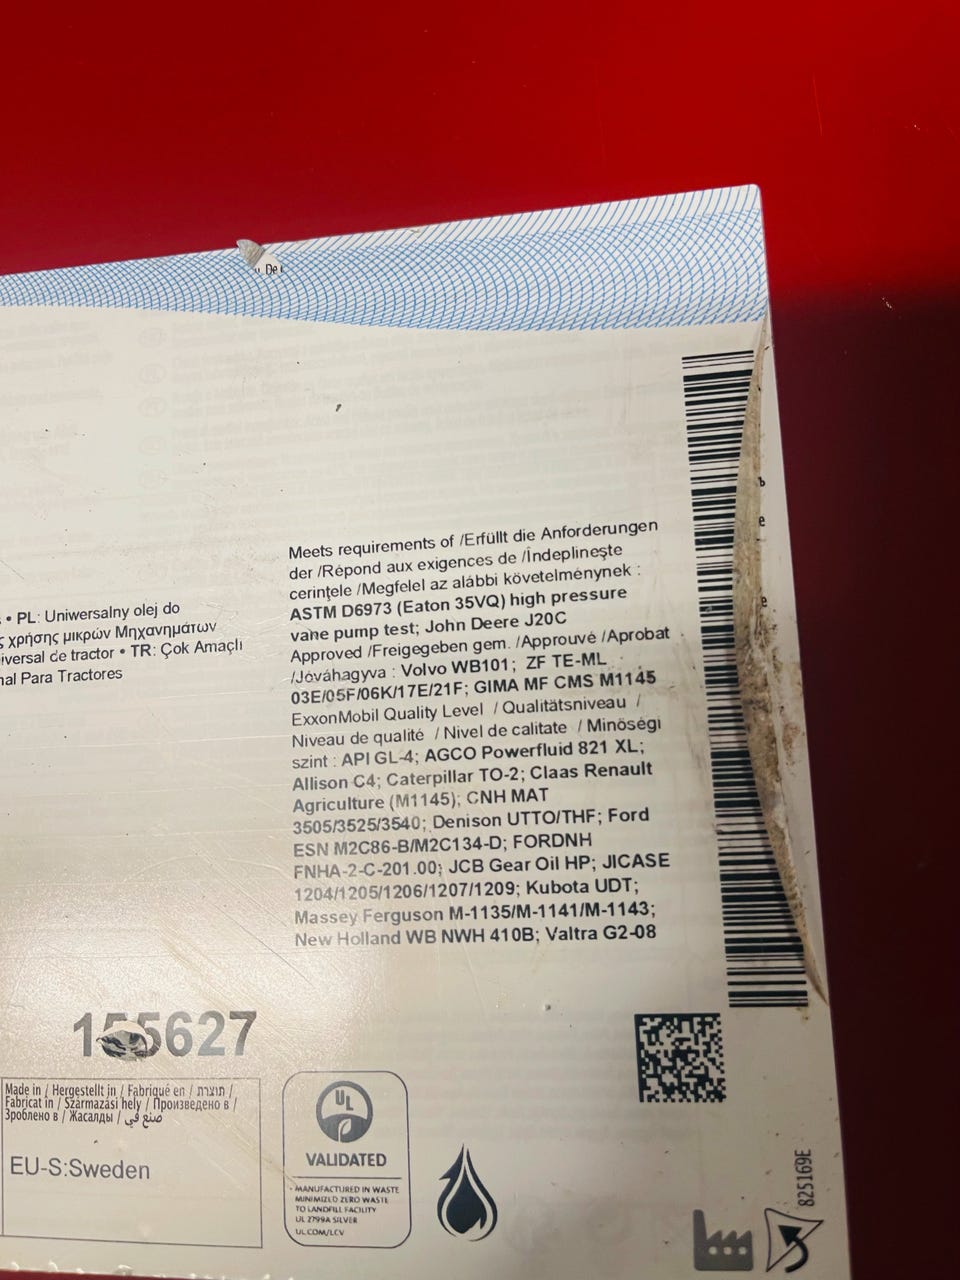 De
• PL: Uniwersalny olej do
ς χρήσης μικρών Μηχανημάτων
iversal de tractor • TR: Çok Amaçlı
nal Para Tractores
Meets requirements of /Erfüllt die Anforderungen
der /Répond aux exigences de /Îndeplineşte
cerinţele /Megfelel az alábbi követelménynek :
ASTM D6973 (Eaton 35VQ) high pressure
vane pump test; John Deere J20C
Approved /Freigegeben gem. /Approuvé /Aprobat
/Jóváhagyva : Volvo WB101; ZF TE-ML
03E/05F/06K/17E/21F; GIMA MF CMS M1145
ExxonMobil Quality Level / Qualitätsniveau /
Niveau de qualité / Nivel de calitate / Minöségi
szint : API GL-4; AGCO Powerfluid 821 XL;
Allison C4; Caterpillar TO-2; Claas Renault
Agriculture (M1145); CNH MAT
3505/3525/3540; Denison UTTO/THF; Ford
ESN M2C86-B/M2C134-D; FORDNH
FNHA-2-C-201.00; JCB Gear Oil HP; JICASE
1204/1205/1206/1207/1209; Kubota UDT;
Massey Ferguson M-1135/M-1141/M-1143;
New Holland WB NWH 410B; Valtra G2-08
155627
Made in / Hergestellt in / Fabriqué en / תוצרת /
Fabricat in / Származási hely / Произведено в /
Зроблено в / Жасалды / صنع في
EU-S:Sweden
UL
VALIDATED
MANUFACTURED IN WASTE
MINIMIZED ZERO WASTE
TO LANDFILL FACILITY
UL 2799A SILVER
UL.COM/LCV
825169E